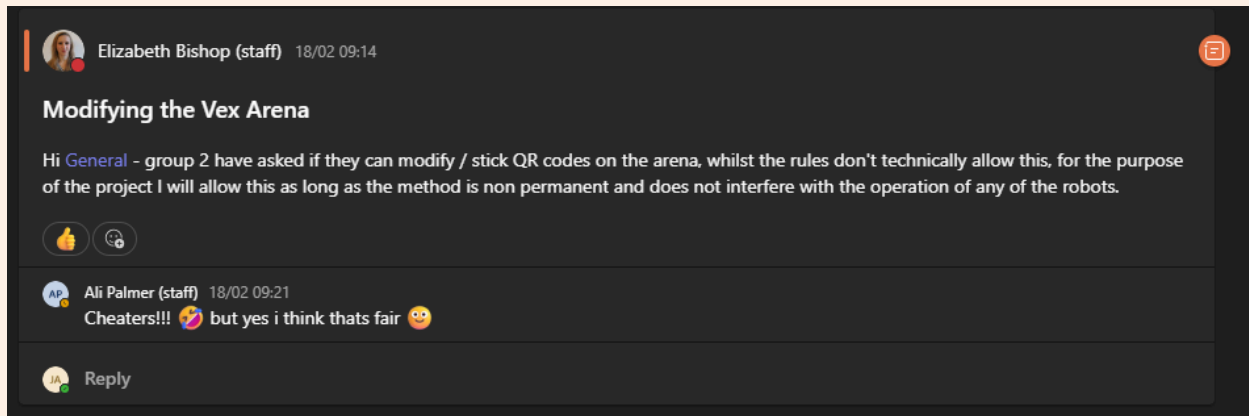 Elizabeth Bishop (staff) 18/02 09:14
Modifying the Vex Arena
Hi General - group 2 have asked if they can modify / stick QR codes on the arena, whilst the rules don't technically allow this, for the purpose
of the project I will allow this as long as the method is non permanent and does not interfere with the operation of any of the robots.
AP Ali Palmer (staff) 18/02 09:21
Cheaters!!! 🤣 but yes i think thats fair 🙂
JA Reply